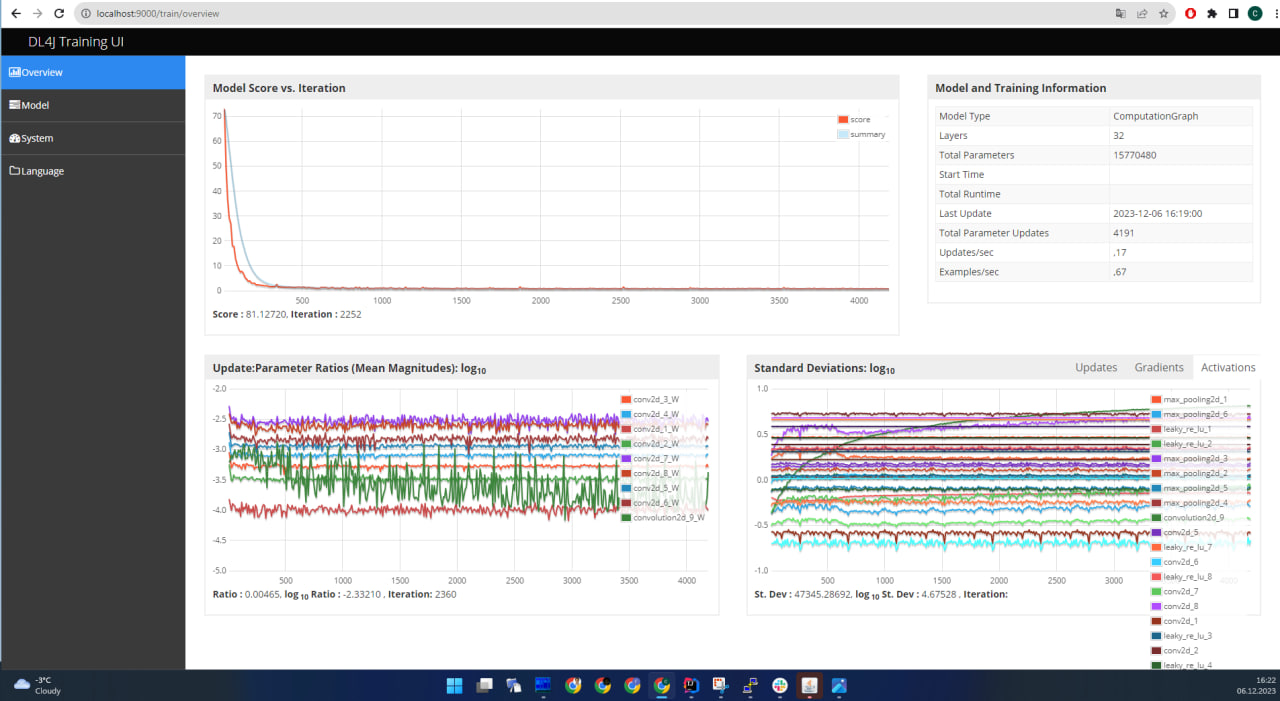 localhost:9000/train/overview
C
DL4J Training UI
Overview
Model
System
Language
Model Score vs. Iteration
70
60
50
40
30
20
10
0
score
summary
500 1000 1500 2000 2500 3000 3500 4000
Score : 81.12720, Iteration : 2252
Model and Training Information
Model Type ComputationGraph
Layers 32
Total Parameters 15770480
Start Time
Total Runtime
Last Update 2023-12-06 16:19:00
Total Parameter Updates 4191
Updates/sec ,17
Examples/sec ,67
Update:Parameter Ratios (Mean Magnitudes): log10
-2.0
-2.5
-3.0
-3.5
-4.0
-4.5
-5.0
conv2d_3_W
conv2d_4_W
conv2d_1_W
conv2d_2_W
conv2d_7_W
conv2d_8_W
conv2d_5_W
conv2d_6_W
convolution2d_9_W
500 1000 1500 2000 2500 3000 3500 4000
Ratio : 0.00465, log 10 Ratio : -2.33210 , Iteration: 2360
Standard Deviations: log10
Updates Gradients Activations
1.0
0.5
0.0
-0.5
-1.0
max_pooling2d_1
max_pooling2d_6
leaky_re_lu_1
leaky_re_lu_2
max_pooling2d_3
max_pooling2d_2
max_pooling2d_5
max_pooling2d_4
convolution2d_9
conv2d_5
leaky_re_lu_7
conv2d_6
leaky_re_lu_8
conv2d_7
conv2d_8
conv2d_1
leaky_re_lu_3
conv2d_2
leaky_re_lu_4
500 1000 1500 2000 2500 3000 4000
St. Dev : 47345.28692, log 10 St. Dev : 4.67528 , Iteration:
-3°C
Cloudy
16:22
06.12.2023